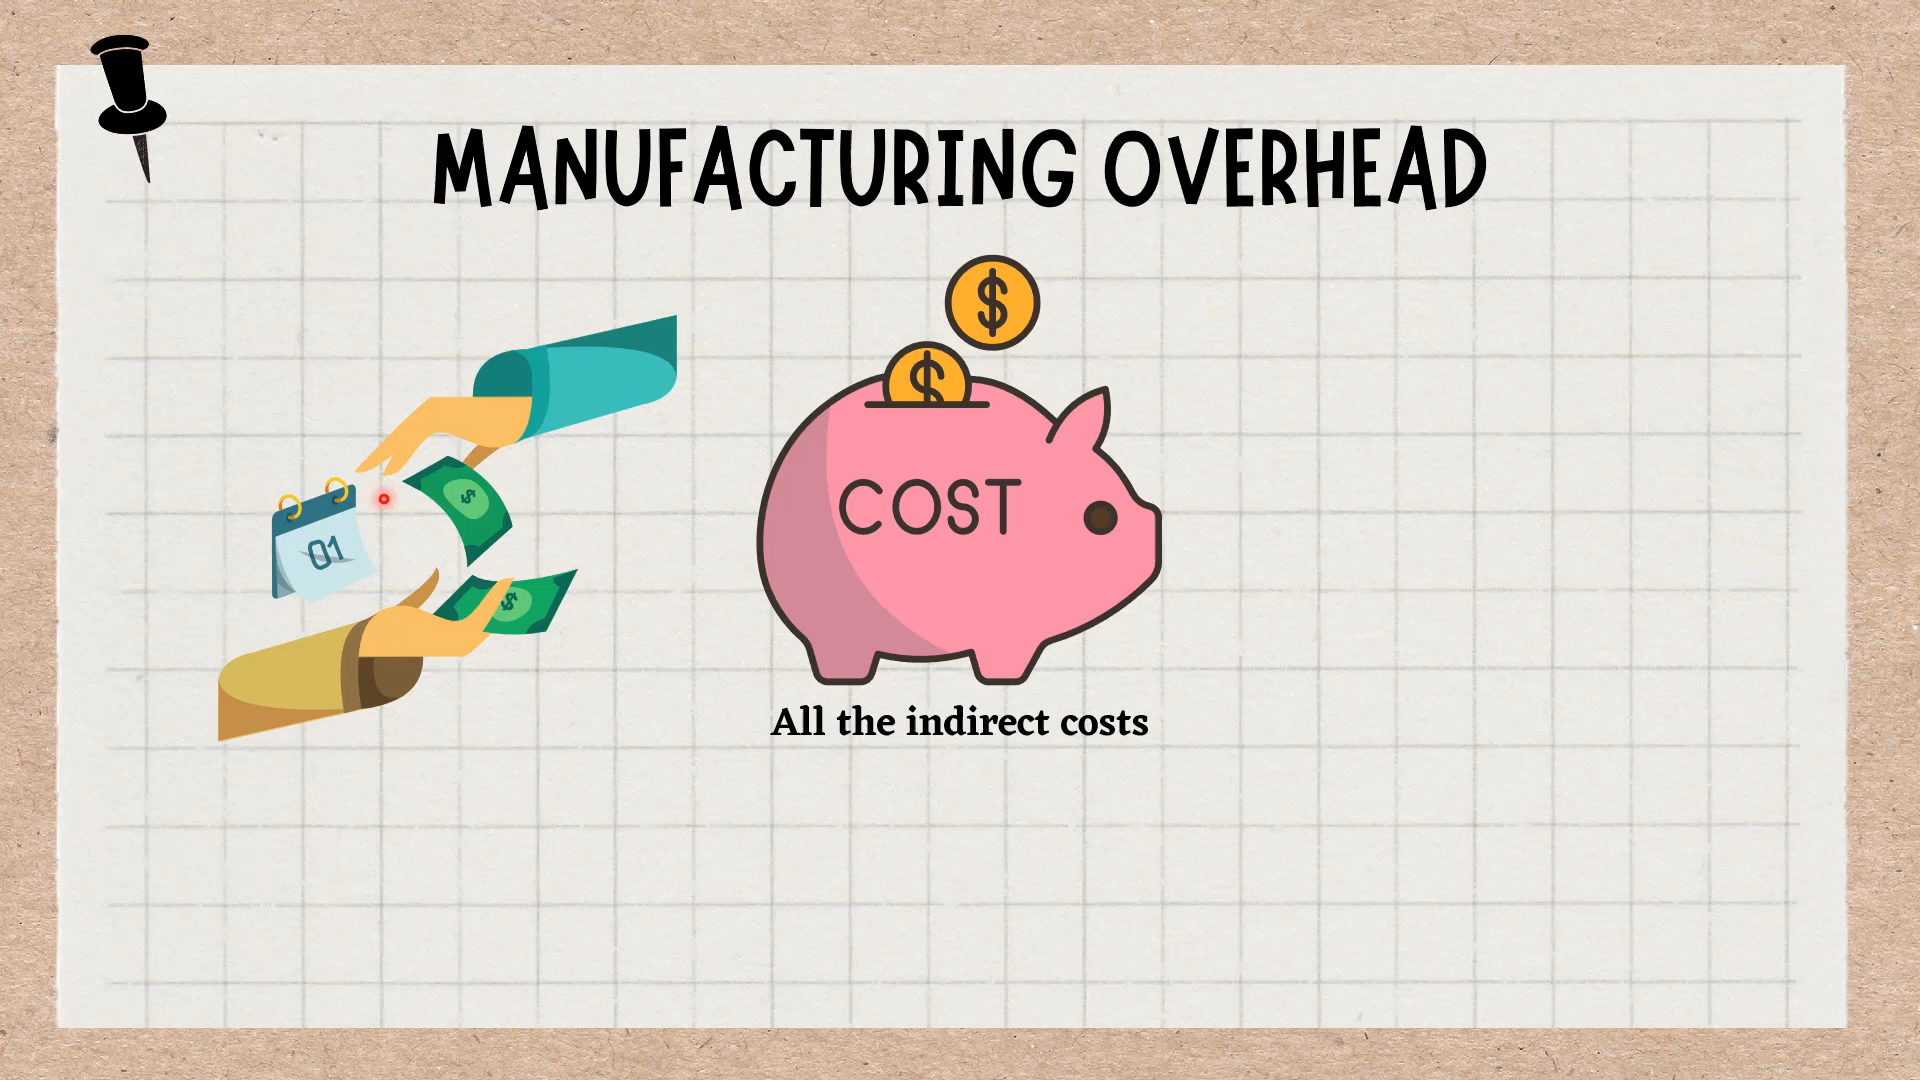 MANUFACTURING OVERHEAD
$
$
COST
$
01
$
All the indirect costs